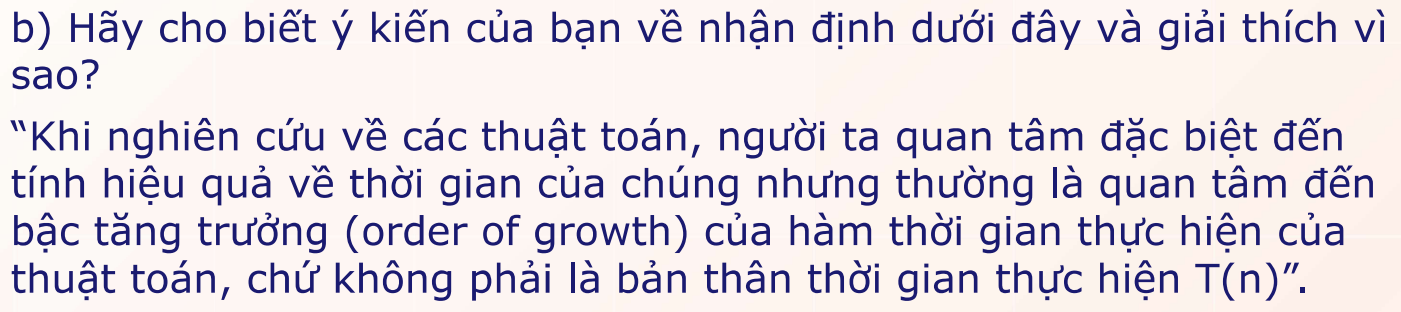 b) Hãy cho biết ý kiến của bạn về nhận định dưới đây và giải thích vì
sao?
“Khi nghiên cứu về các thuật toán, người ta quan tâm đặc biệt đến
tính hiệu quả về thời gian của chúng nhưng thường là quan tâm đến
bậc tăng trưởng (order of growth) của hàm thời gian thực hiện của
thuật toán, chứ không phải là bản thân thời gian thực hiện T(n)”.